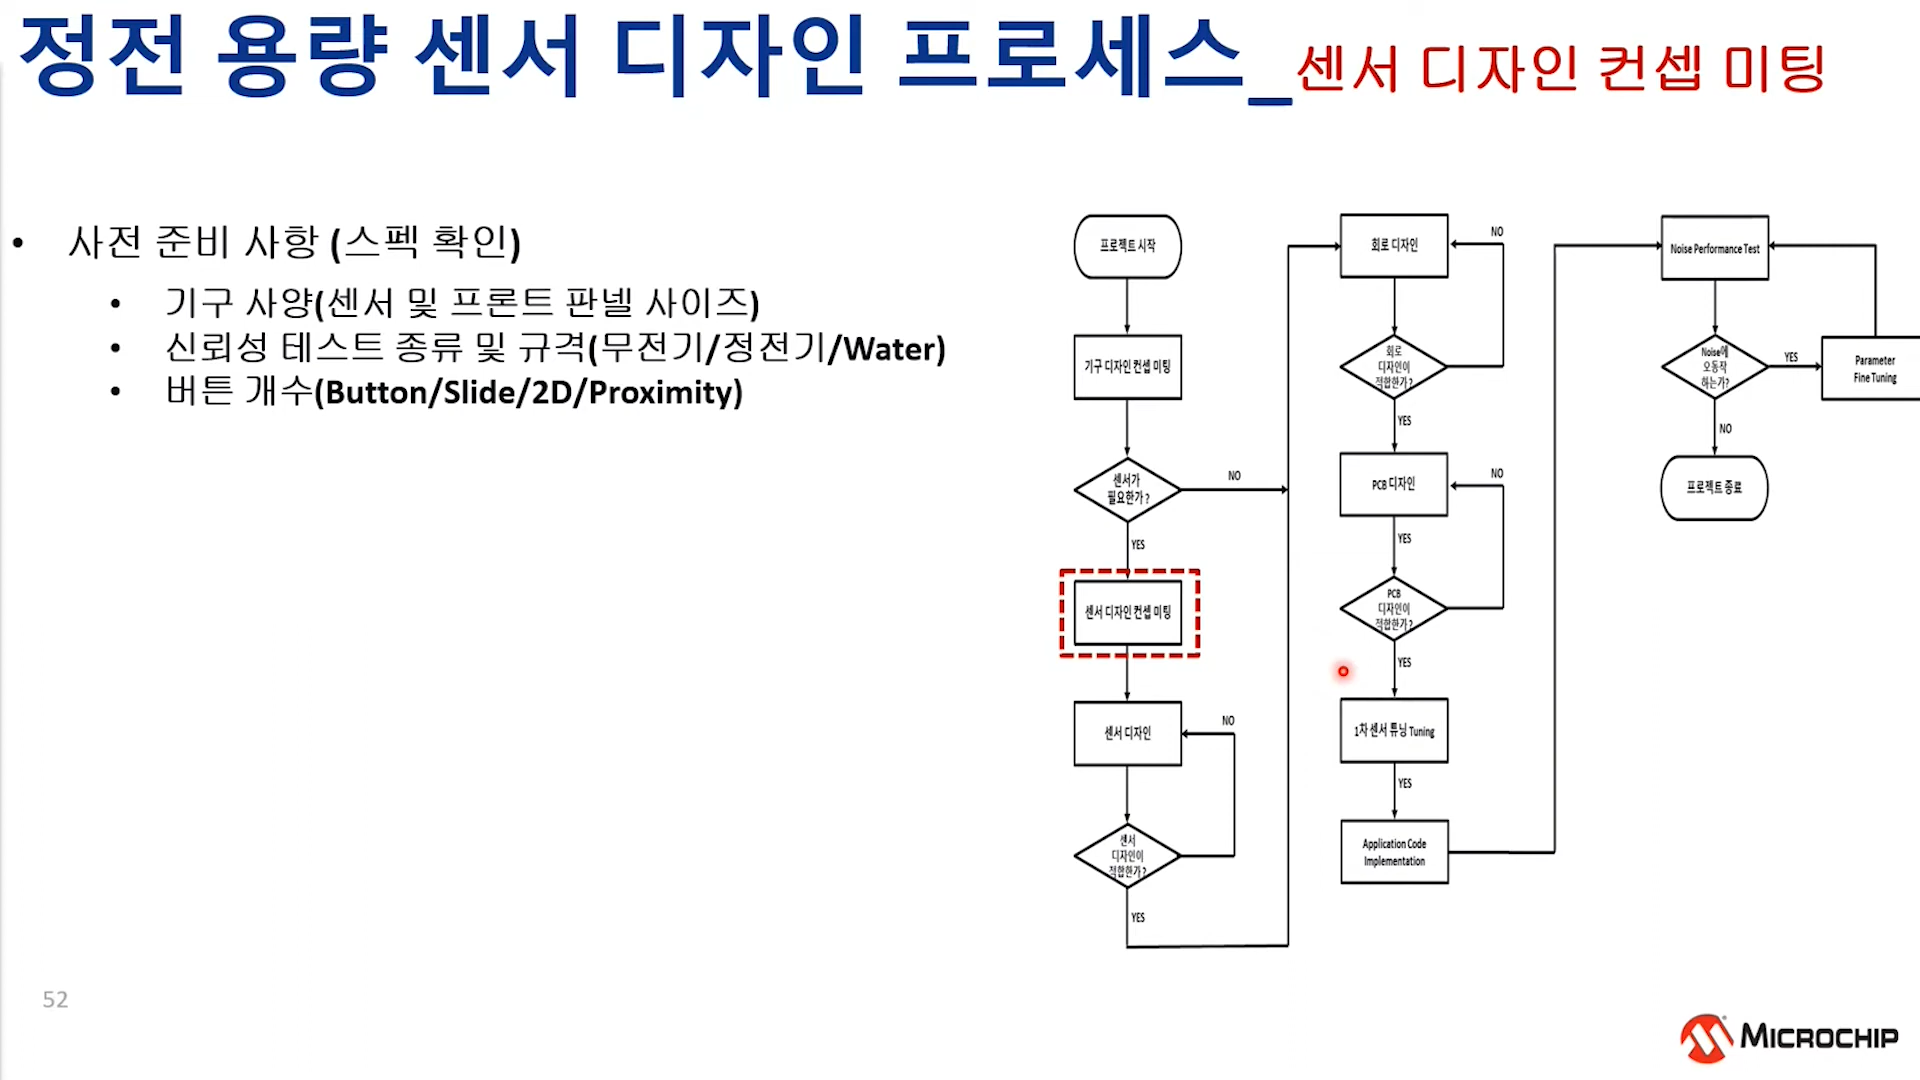 정전 용량 센서 디자인 프로세스_센서 디자인 컨셉 미팅
• 사전 준비 사항 (스펙 확인)
• 기구 사양(센서 및 프론트 판넬 사이즈)
• 신뢰성 테스트 종류 및 규격(무전기/정전기/Water)
• 버튼 개수(Button/Slide/2D/Proximity)
프로젝트 시작
기구 디자인 컨셉 미팅
센서가
필요한가?
NO
YES
센서 디자인 컨셉 미팅
센서 디자인
NO
센서
디자인이
적합한가?
YES
회로 디자인
NO
회로
디자인이
적합한가?
YES
PCB 디자인
NO
YES
PCB
디자인이
적합한가?
YES
1차 센서 튜닝 Tuning
YES
Application Code
Implementation
Noise Performance Test
Noise에
오동작
하는가?
YES
Parameter
Fine Tuning
NO
프로젝트 종료
52
MICROCHIP